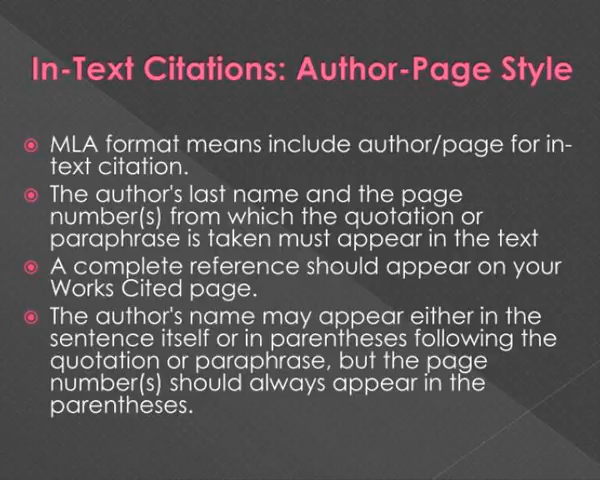 In-Text Citations: Author-Page Style
MLA format means include author/page for in-
text citation.
The author's last name and the page
number(s) from which the quotation or
paraphrase is taken must appear in the text
A complete reference should appear on your
Works Cited page.
The author's name may appear either in the
sentence itself or in parentheses following the
quotation or paraphrase, but the page
number(s) should always appear in the
parentheses.